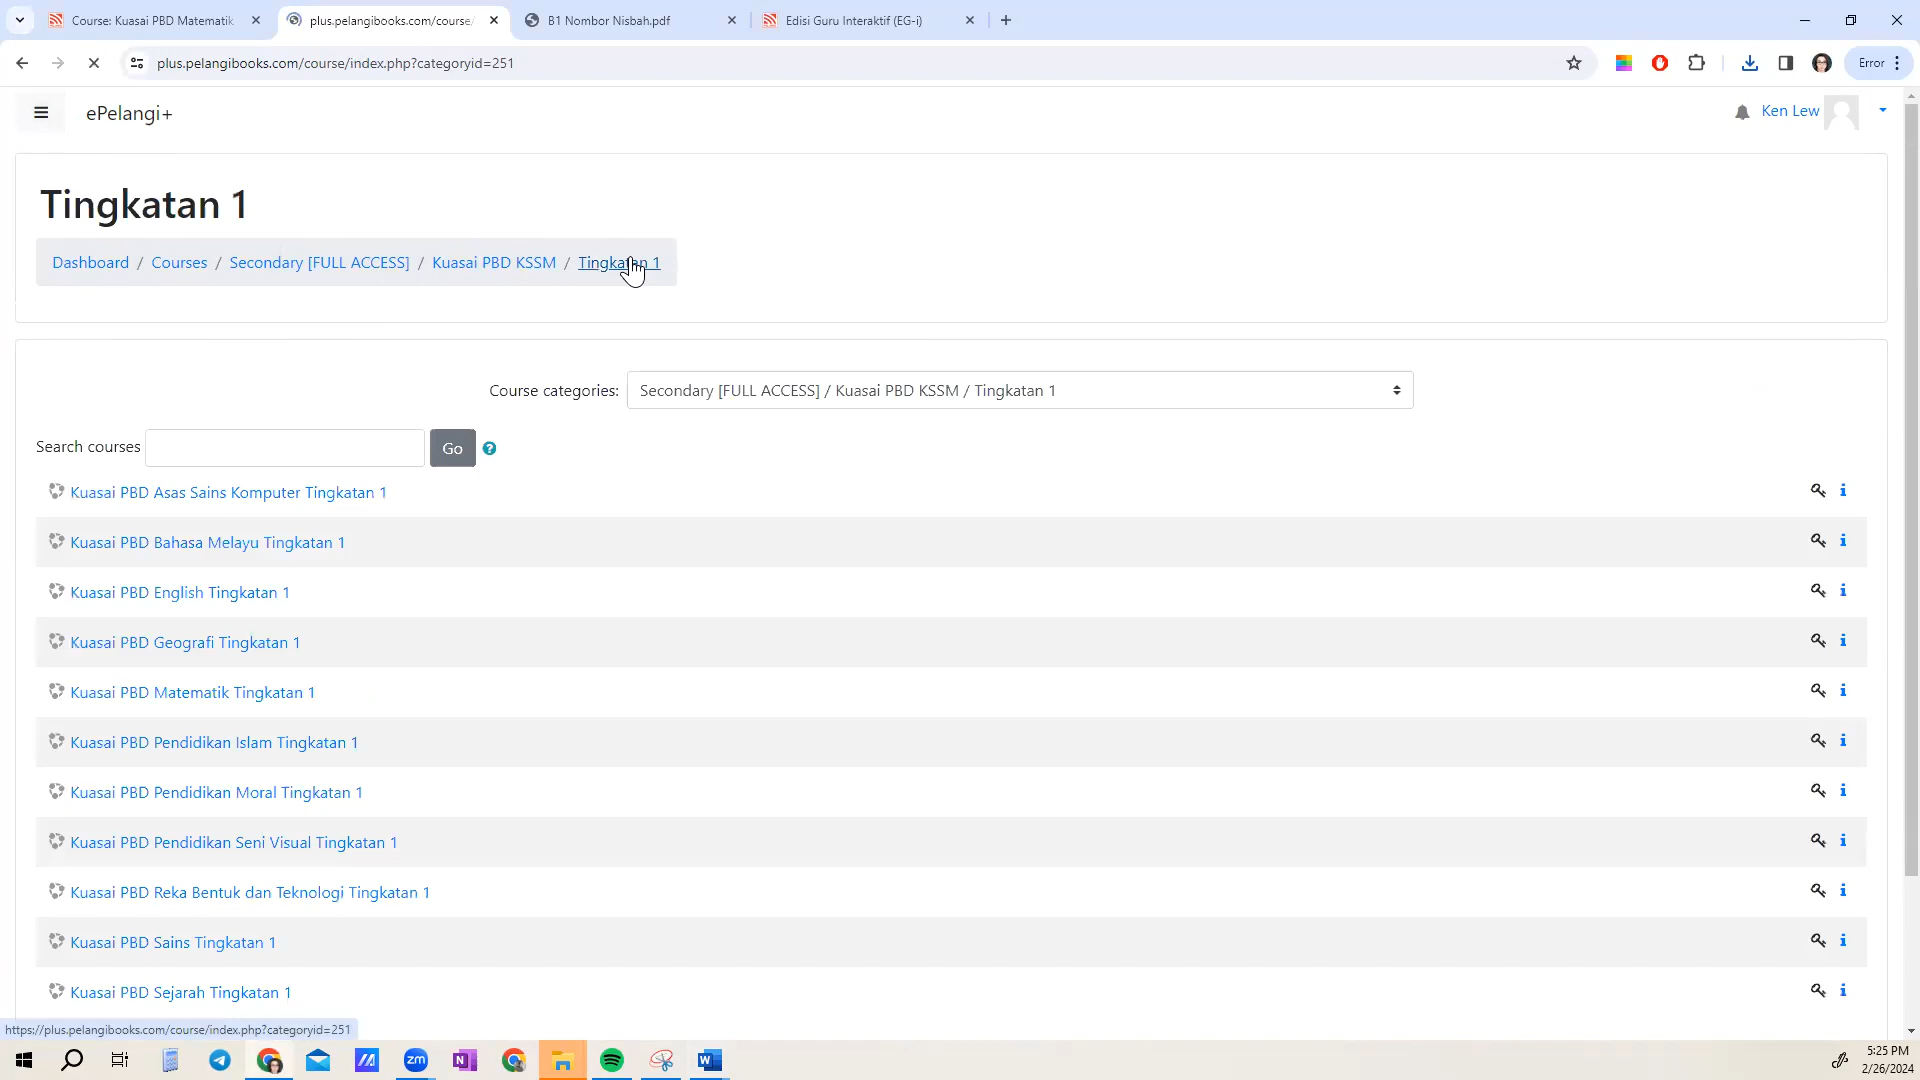 Course: Kuasai PBD Matematik
plus.pelangibooks.com/course/
B1 Nombor Nisbah.pdf
Edisi Guru Interaktif (EG-i)
plus.pelangibooks.com/course/index.php?categoryid=251
Error
ePelangi+
Ken Lew
Tingkatan 1
Dashboard / Courses / Secondary [FULL ACCESS] / Kuasai PBD KSSM / Tingkatan 1
Course categories: Secondary [FULL ACCESS] / Kuasai PBD KSSM / Tingkatan 1
Search courses Go
Kuasai PBD Asas Sains Komputer Tingkatan 1
Kuasai PBD Bahasa Melayu Tingkatan 1
Kuasai PBD English Tingkatan 1
Kuasai PBD Geografi Tingkatan 1
Kuasai PBD Matematik Tingkatan 1
Kuasai PBD Pendidikan Islam Tingkatan 1
Kuasai PBD Pendidikan Moral Tingkatan 1
Kuasai PBD Pendidikan Seni Visual Tingkatan 1
Kuasai PBD Reka Bentuk dan Teknologi Tingkatan 1
Kuasai PBD Sains Tingkatan 1
Kuasai PBD Sejarah Tingkatan 1
https://plus.pelangibooks.com/course/index.php?categoryid=251
zm
5:25 PM
2/26/2024